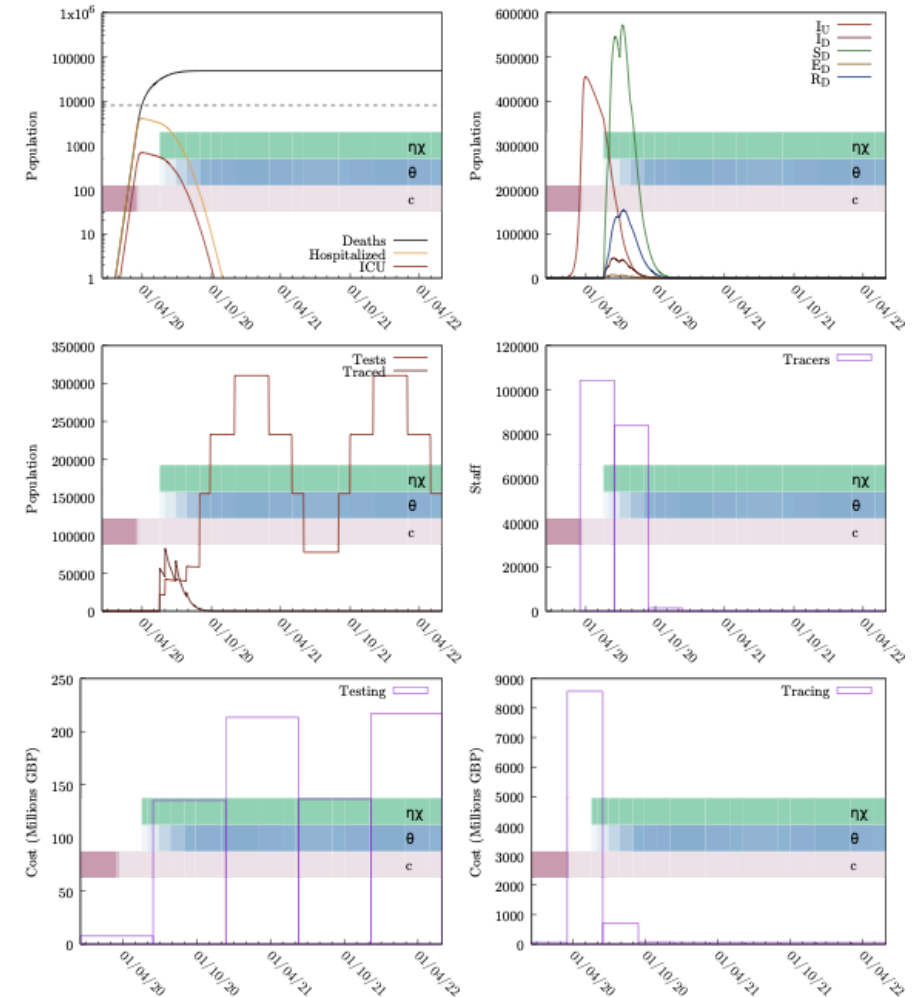 1x10⁶
100000
10000
1000
100
10
1
Population
ηχ
θ
c
Deaths
Hospitalized
ICU
01/04/20
01/10/20
01/04/21
01/10/21
01/04/22
600000
500000
400000
300000
200000
100000
0
Population
I_U
I_D
S_D
E_D
R_D
ηχ
θ
c
01/04/20
01/10/20
01/04/21
01/10/21
01/04/22
350000
300000
250000
200000
150000
100000
50000
0
Population
Tests
Traced
ηχ
θ
c
01/04/20
01/10/20
01/04/21
01/10/21
01/04/22
120000
100000
80000
60000
40000
20000
0
Staff
Tracers
ηχ
θ
c
01/04/20
01/10/20
01/04/21
01/10/21
01/04/22
250
200
150
100
50
0
Cost (Millions GBP)
Testing
ηχ
θ
c
01/04/20
01/10/20
01/04/21
01/10/21
01/04/22
9000
8000
7000
6000
5000
4000
3000
2000
1000
0
Cost (Millions GBP)
Tracing
ηχ
θ
c
01/04/20
01/10/20
01/04/21
01/10/21
01/04/22